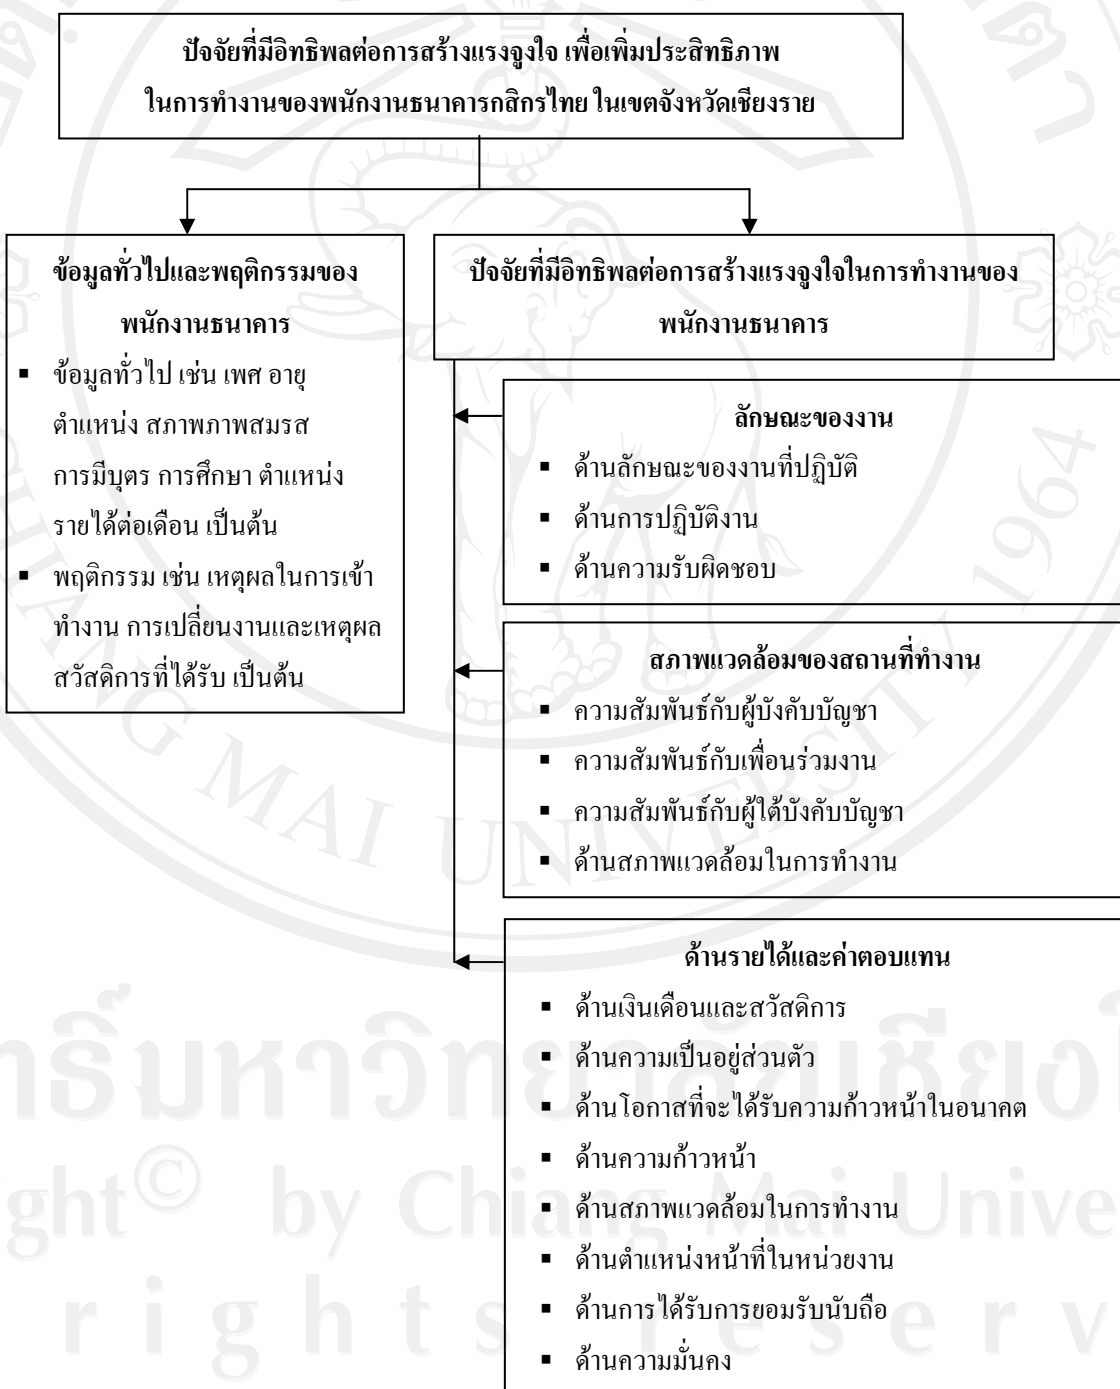 ปัจจัยที่มีอิทธิพลต่อการสร้างแรงจูงใจ เพื่อเพิ่มประสิทธิภาพ
ในการทำงานของพนักงานธนาคารกสิกรไทย ในเขตจังหวัดเชียงราย
ข้อมูลทั่วไปและพฤติกรรมของ
พนักงานธนาคาร
▪ ข้อมูลทั่วไป เช่น เพศ อายุ
ตำแหน่ง สภาพภาพสมรส
การมีบุตร การศึกษา ตำแหน่ง
รายได้ต่อเดือน เป็นต้น
▪ พฤติกรรม เช่น เหตุผลในการเข้า
ทำงาน การเปลี่ยนงานและเหตุผล
สวัสดิการที่ได้รับ เป็นต้น
ปัจจัยที่มีอิทธิพลต่อการสร้างแรงจูงใจในการทำงานของ
พนักงานธนาคาร
ลักษณะของงาน
▪ ด้านลักษณะของงานที่ปฏิบัติ
▪ ด้านการปฏิบัติงาน
▪ ด้านความรับผิดชอบ
สภาพแวดล้อมของสถานที่ทำงาน
▪ ความสัมพันธ์กับผู้บังคับบัญชา
▪ ความสัมพันธ์กับเพื่อนร่วมงาน
▪ ความสัมพันธ์กับผู้ใต้บังคับบัญชา
▪ ด้านสภาพแวดล้อมในการทำงาน
ด้านรายได้และค่าตอบแทน
▪ ด้านเงินเดือนและสวัสดิการ
▪ ด้านความเป็นอยู่ส่วนตัว
▪ ด้านโอกาสที่จะได้รับความก้าวหน้าในอนาคต
▪ ด้านความก้าวหน้า
▪ ด้านสภาพแวดล้อมในการทำงาน
▪ ด้านตำแหน่งหน้าที่ในหน่วยงาน
▪ ด้านการได้รับการยอมรับนับถือ
▪ ด้านความมั่นคง
CHIANG MAI UNIVERSITY 1964
ght© by Chiang Mai Unive
rights reserv